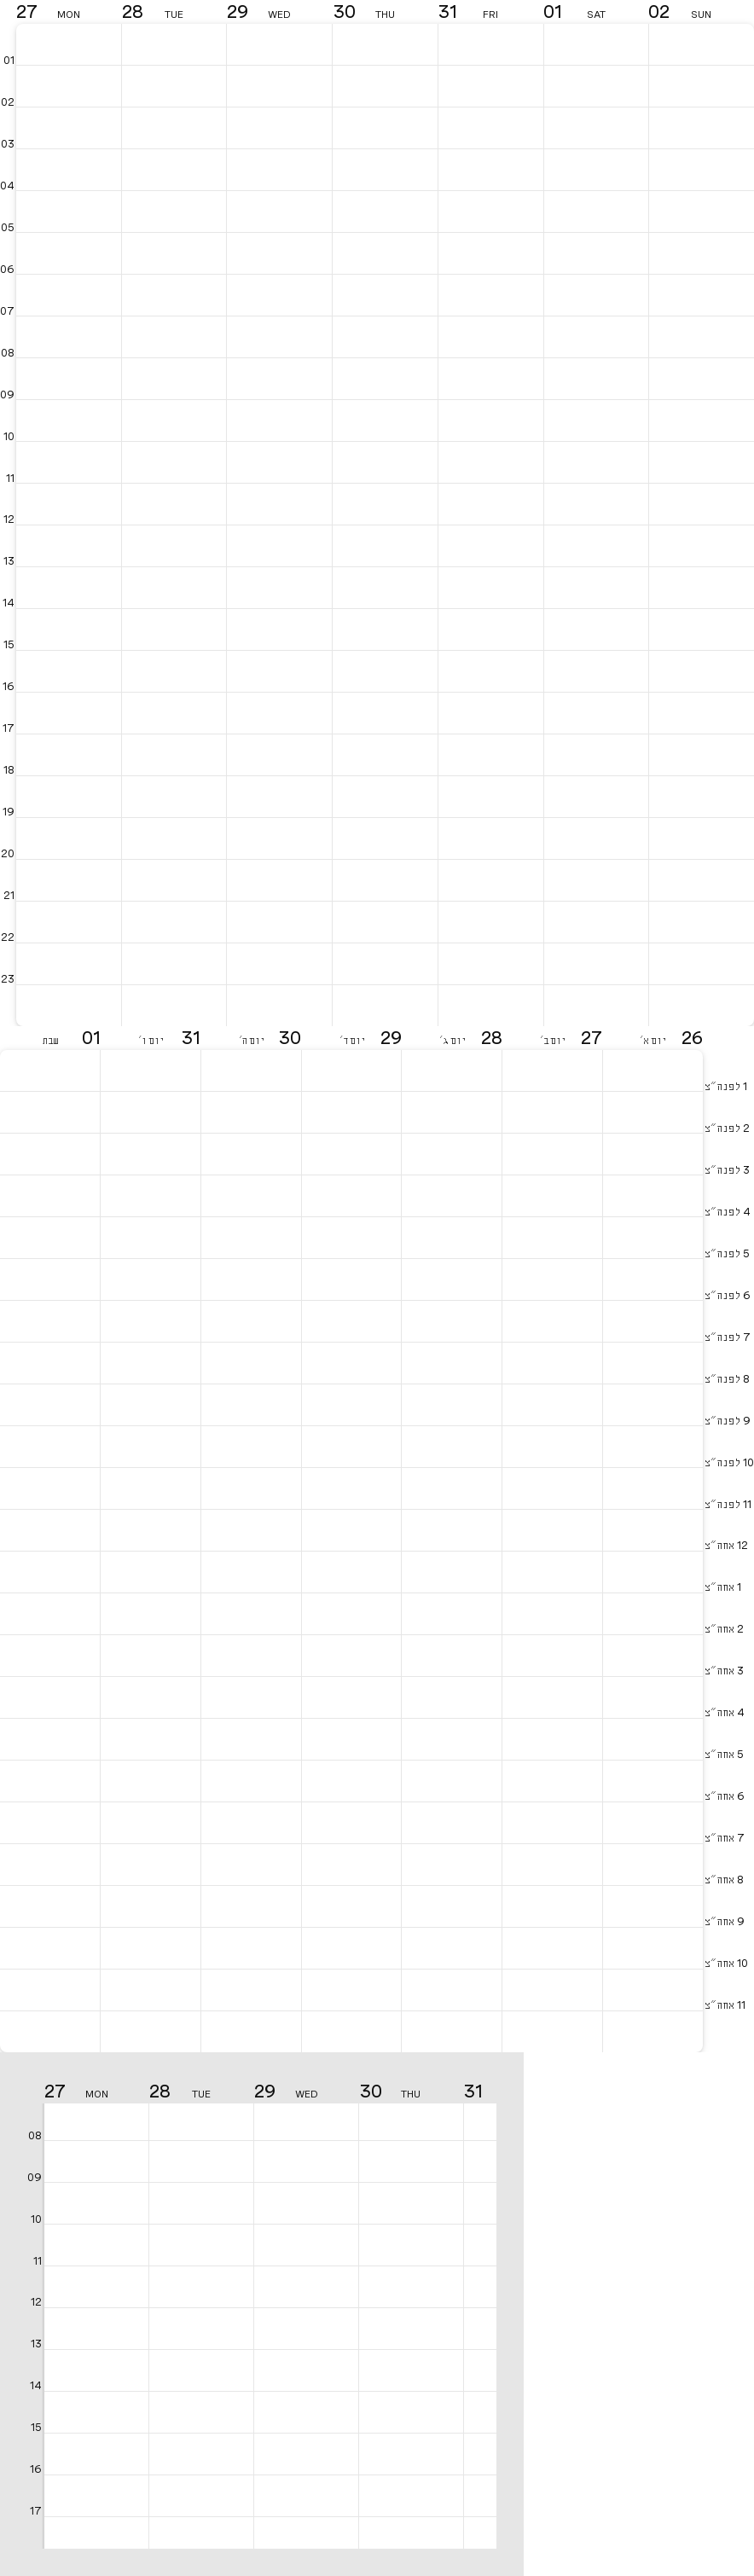 27 MON 28 TUE 29 WED 30 THU 31 FRI 01 SAT 02 SUN
01
02
03
04
05
06
07
08
09
10
11
12
13
14
15
16
17
18
19
20
21
22
23
26 יום א׳ 27 יום ב׳ 28 יום ג׳ 29 יום ד׳ 30 יום ה׳ 31 יום ו׳ 01 שבת
1 לפנה״צ
2 לפנה״צ
3 לפנה״צ
4 לפנה״צ
5 לפנה״צ
6 לפנה״צ
7 לפנה״צ
8 לפנה״צ
9 לפנה״צ
10 לפנה״צ
11 לפנה״צ
12 אחה״צ
1 אחה״צ
2 אחה״צ
3 אחה״צ
4 אחה״צ
5 אחה״צ
6 אחה״צ
7 אחה״צ
8 אחה״צ
9 אחה״צ
10 אחה״צ
11 אחה״צ
27 MON 28 TUE 29 WED 30 THU 31
08
09
10
11
12
13
14
15
16
17